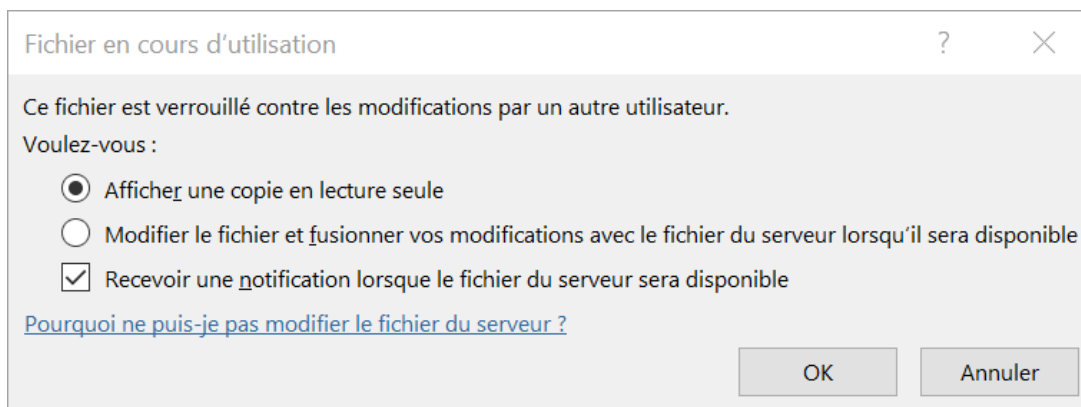 Fichier en cours d’utilisation ?
Ce fichier est verrouillé contre les modifications par un autre utilisateur.
Voulez-vous :
Afficher une copie en lecture seule
Modifier le fichier et fusionner vos modifications avec le fichier du serveur lorsqu’il sera disponible
Recevoir une notification lorsque le fichier du serveur sera disponible
Pourquoi ne puis-je pas modifier le fichier du serveur ?
OK Annuler